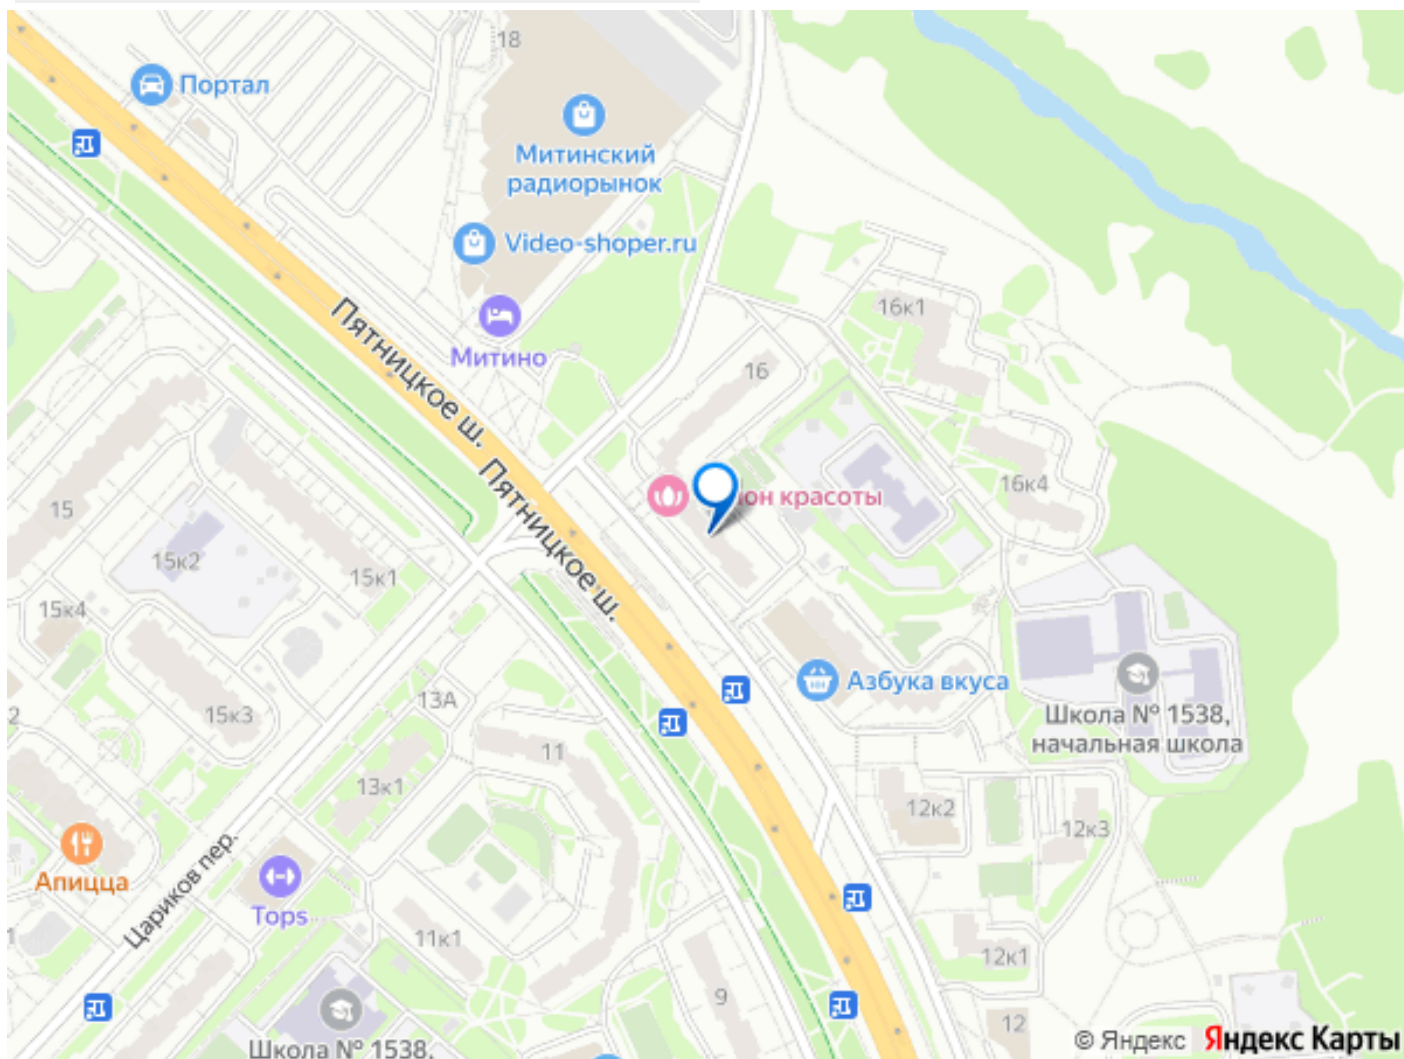 18
Портал
Митинский
радиорынок
Video-shoper.ru
Митино
Пятницкое ш.
16к1
16
Пятницкое ш.
он красоты
16к4
15
15к2
15к1
15к4
2
15к3
13А
Азбука вкуса
Школа № 1538,
начальная школа
11
13к1
12к2
12к3
Апицца
Цариков пер.
Tops
11к1
12к1
1
9
12
Школа № 1538,
© Яндекс Яндекс Карты